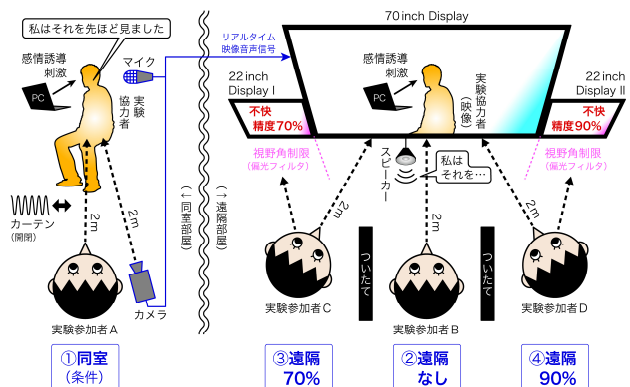 私はそれを先ほど見ました
感情誘導
刺激
PC
マイク
実験
協力者
リアルタイム
映像音声信号
カーテン
(開閉)
2m
2m
カメラ
実験参加者A
①同室
(条件)
(↓同室部屋)
(↑遠隔部屋)
70inch Display
22inch
Display I
不快
精度70%
視野角制限
(偏光フィルタ)
感情誘導
刺激
PC
実験協力者
(映像)
スピーカー
私は
それを…
22inch
Display II
不快
精度90%
視野角制限
(偏光フィルタ)
2m
2m
2m
ついたて
ついたて
実験参加者C
実験参加者B
実験参加者D
③遠隔
70%
②遠隔
なし
④遠隔
90%